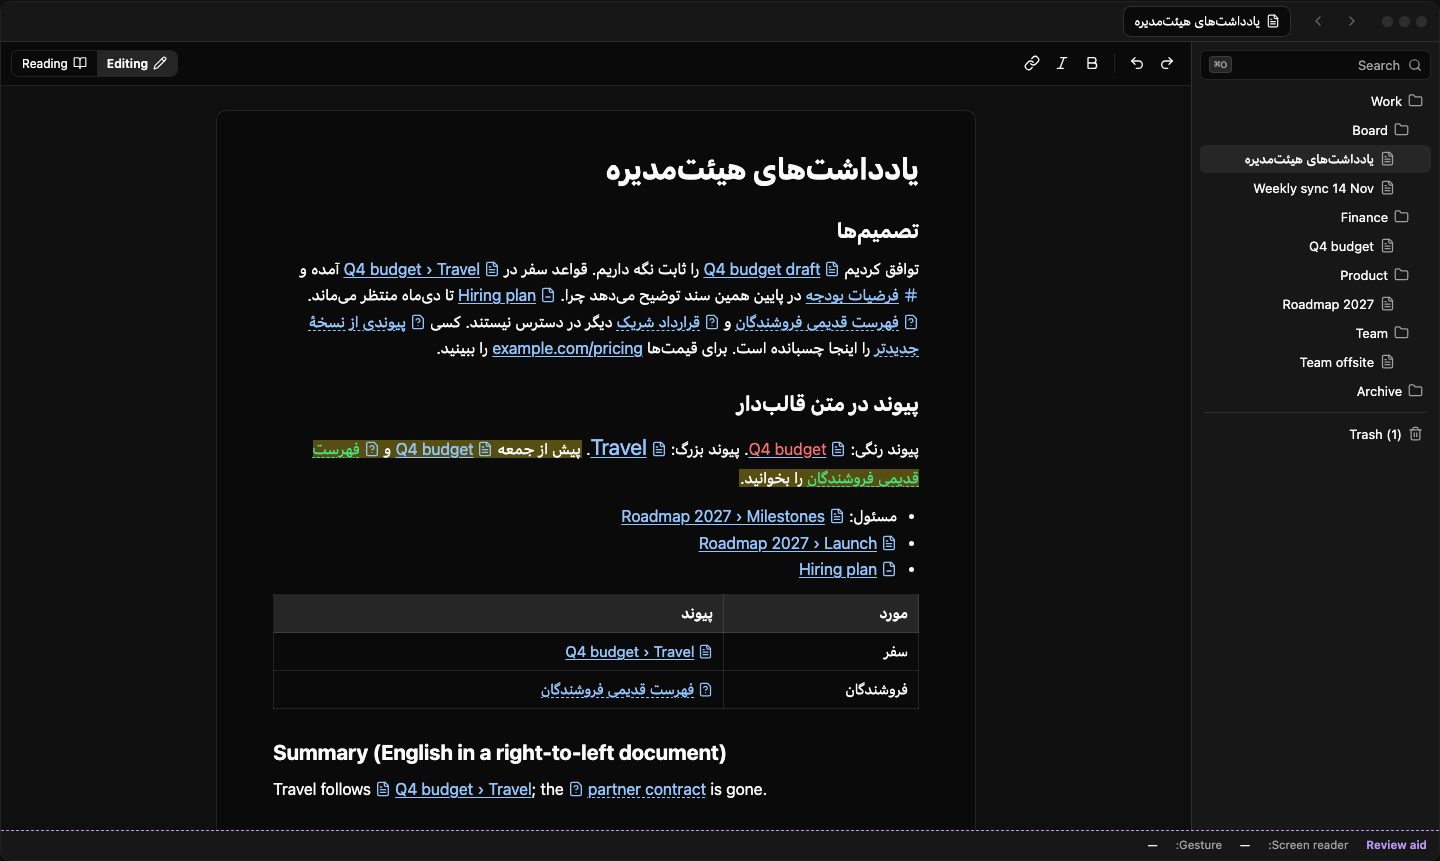 یادداشت‌های هیئت‌مدیره
Reading
Editing
B
⌘O
Search
Work
Board
یادداشت‌های هیئت‌مدیره
Weekly sync 14 Nov
Finance
Q4 budget
Product
Roadmap 2027
Team
Team offsite
Archive
Trash (1)
یادداشت‌های هیئت‌مدیره
تصمیم‌ها
توافق کردیم Q4 budget draft را ثابت نگه داریم. قواعد سفر در Q4 budget › Travel آمده و
# فرضیات بودجه در پایین همین سند توضیح می‌دهد چرا. Hiring plan تا دی‌ماه منتظر می‌ماند.
فهرست قدیمی فروشندگان و قرارداد شریک دیگر در دسترس نیستند. کسی پیوندی از نسخهٔ
جدیدتر را اینجا چسبانده است. برای قیمت‌ها example.com/pricing را ببینید.
پیوند در متن قالب‌دار
پیوند رنگی: Q4 budget. پیوند بزرگ: Travel. پیش از جمعه Q4 budget و فهرست
قدیمی فروشندگان را بخوانید.
• مسئول: Roadmap 2027 › Milestones
• Roadmap 2027 › Launch
• Hiring plan
مورد پیوند
سفر Q4 budget › Travel
فروشندگان فهرست قدیمی فروشندگان
Summary (English in a right-to-left document)
Travel follows Q4 budget › Travel; the partner contract is gone.
Review aid
:Screen reader —
:Gesture —